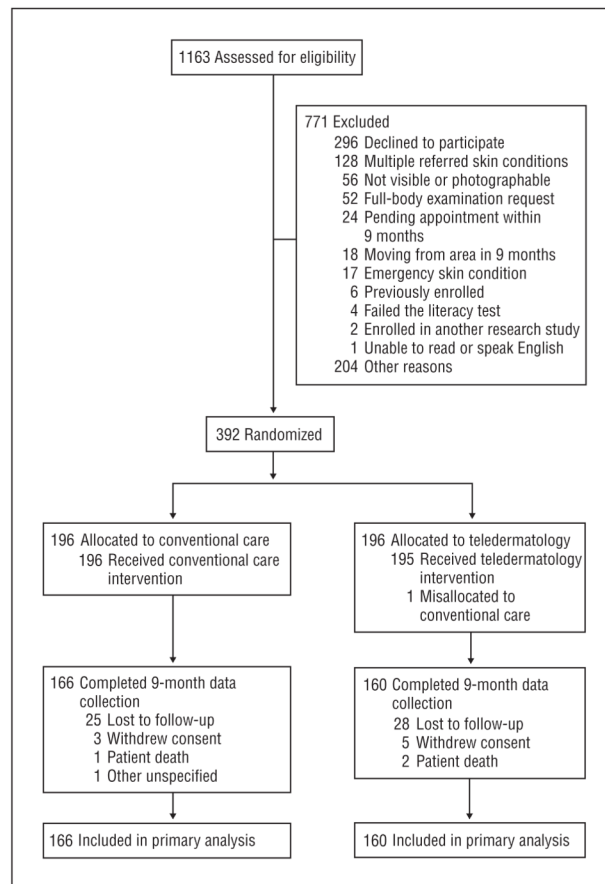 1163 Assessed for eligibility
771 Excluded
296 Declined to participate
128 Multiple referred skin conditions
56 Not visible or photographable
52 Full-body examination request
24 Pending appointment within
9 months
18 Moving from area in 9 months
17 Emergency skin condition
6 Previously enrolled
4 Failed the literacy test
2 Enrolled in another research study
1 Unable to read or speak English
204 Other reasons
392 Randomized
196 Allocated to conventional care
196 Received conventional care
intervention
196 Allocated to teledermatology
195 Received teledermatology
intervention
1 Misallocated to
conventional care
166 Completed 9-month data
collection
25 Lost to follow-up
3 Withdrew consent
1 Patient death
1 Other unspecified
160 Completed 9-month data
collection
28 Lost to follow-up
5 Withdrew consent
2 Patient death
166 Included in primary analysis
160 Included in primary analysis